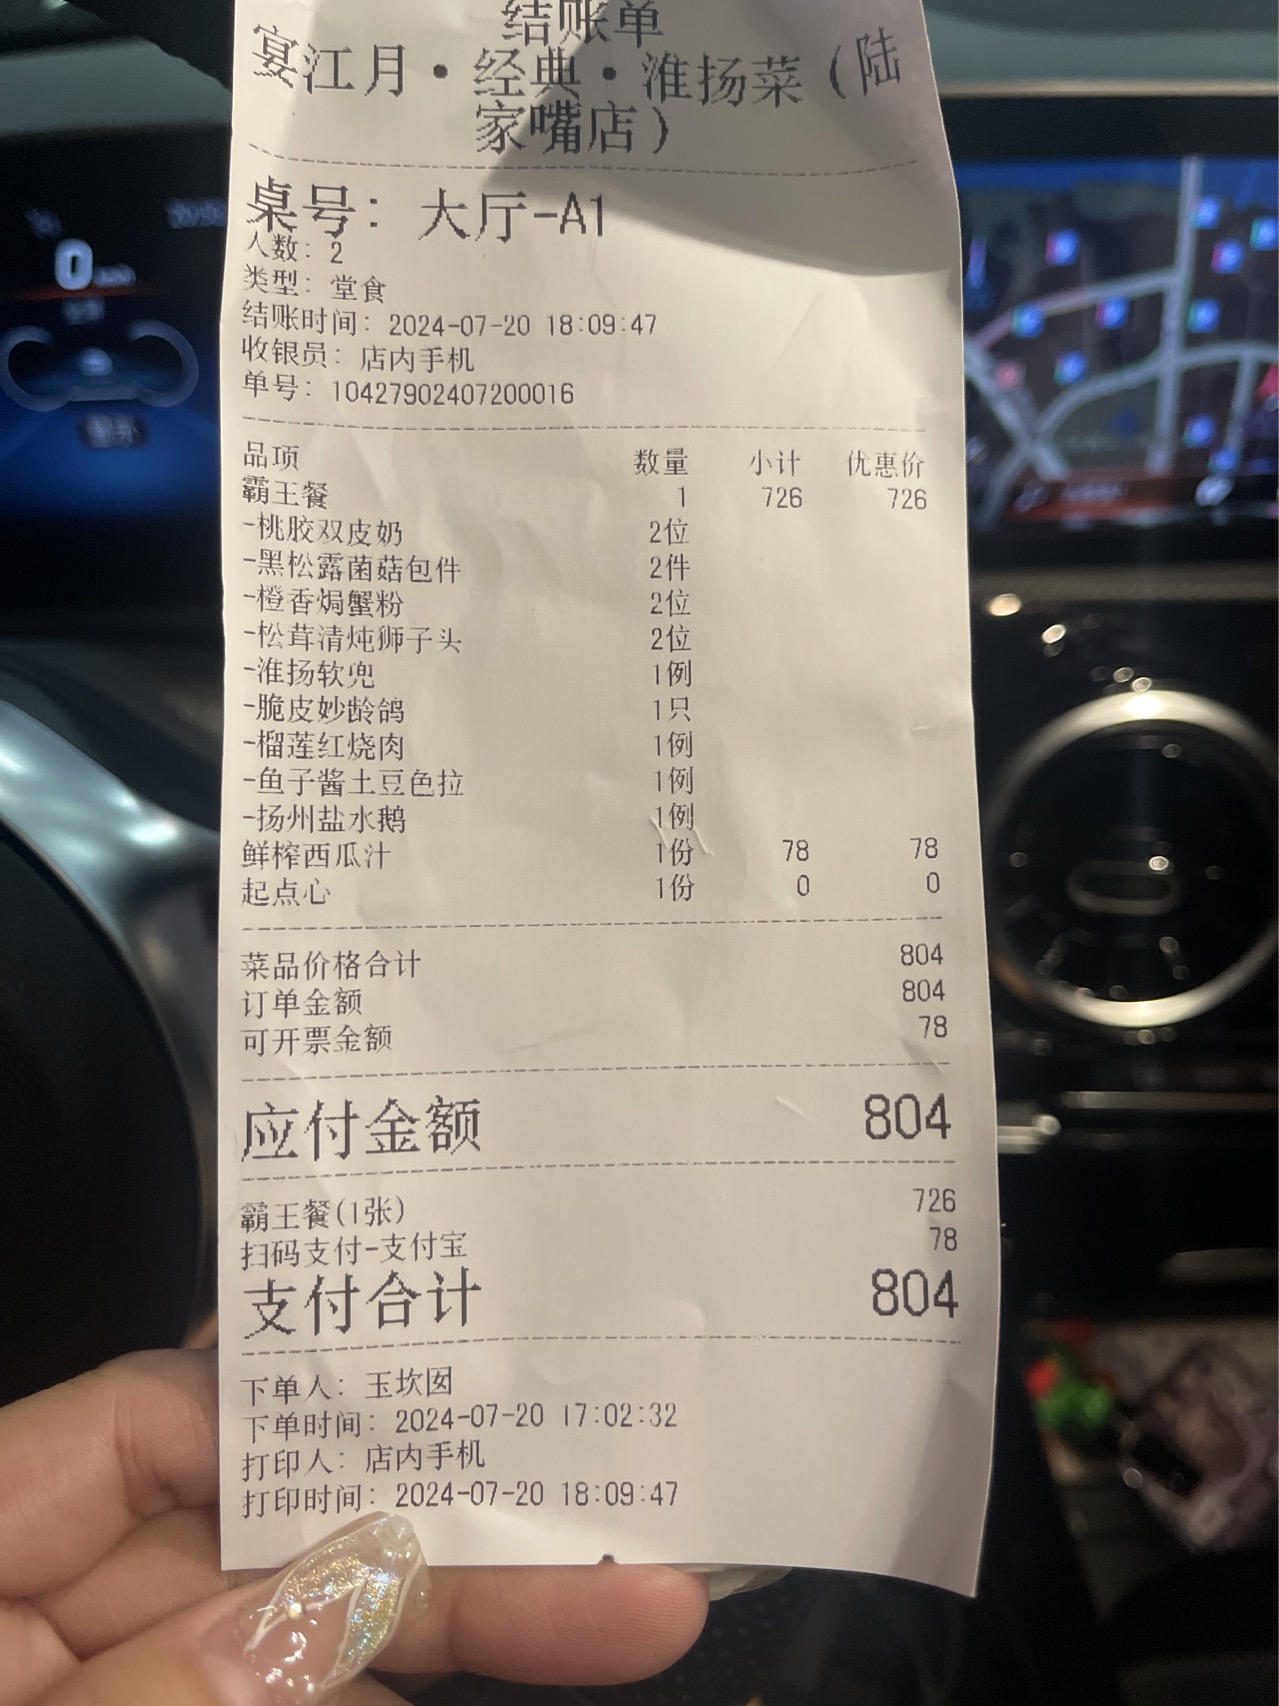 结账单
宴江月·经典·淮扬菜(陆
家嘴店)
桌号: 大厅-A1
人数: 2
类型: 堂食
结账时间: 2024-07-20 18:09:47
收银员: 店内手机
单号: 10427902407200016
品项 数量 小计 优惠价
霸王餐 1 726 726
-桃胶双皮奶 2位
-黑松露菌菇包件 2件
-橙香焗蟹粉 2位
-松茸清炖狮子头 2位
-淮扬软兜 1例
-脆皮妙龄鸽 1只
-榴莲红烧肉 1例
-鱼子酱土豆色拉 1例
-扬州盐水鹅 1例
鲜榨西瓜汁 1份 78 78
起点心 1份 0 0
菜品价格合计 804
订单金额 804
可开票金额 78
应付金额 804
霸王餐(1张) 726
扫码支付-支付宝 78
支付合计 804
下单人: 玉坎囡
下单时间: 2024-07-20 17:02:32
打印人: 店内手机
打印时间: 2024-07-20 18:09:47
0